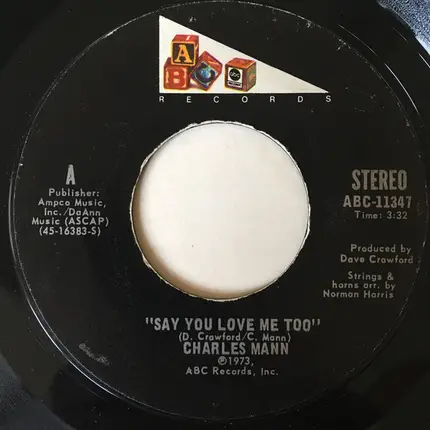 A
B
abc
RECORDS
A
Publisher:
Ampco Music,
Inc./DaAnn
Music (ASCAP)
(45-16383-S)
STEREO
ABC-11347
Time: 3:32
Produced by
Dave Crawford
Strings &
horns arr. by
Norman Harris
"SAY YOU LOVE ME TOO"
(D. Crawford/C. Mann)
CHARLES MANN
℗1973,
ABC Records, Inc.